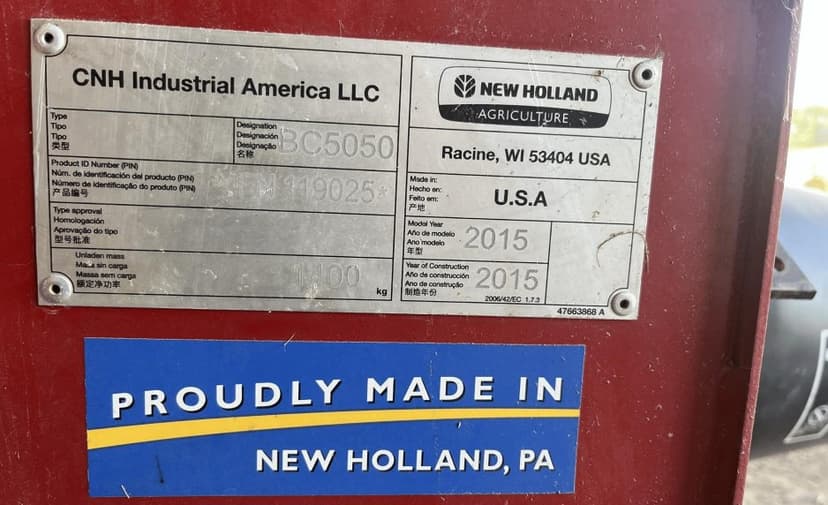 CNH Industrial America LLC
NEW HOLLAND
AGRICULTURE
Type
Tipo
Tipo
类型
Designation
Designación
Designação
名称
BC5050
Racine, WI 53404 USA
Product ID Number (PIN)
Núm. de identificación del producto (PIN)
Número de identificação do produto (PIN)
产品编号
119025*
Made in:
Hecho en:
Feito em:
产地
U.S.A
Type approval
Homologación
Aprovação do tipo
型号批准
Model Year
Año de modelo
Ano modelo
年型
2015
Unladen mass
Masa sin carga
Massa sem carga
额定净功率
1400
kg
Year of Construction
Año de construcción
Ano de construção
制造年份
2015
2006/42/EC 1.7.3
47663868 A
PROUDLY MADE IN
NEW HOLLAND, PA